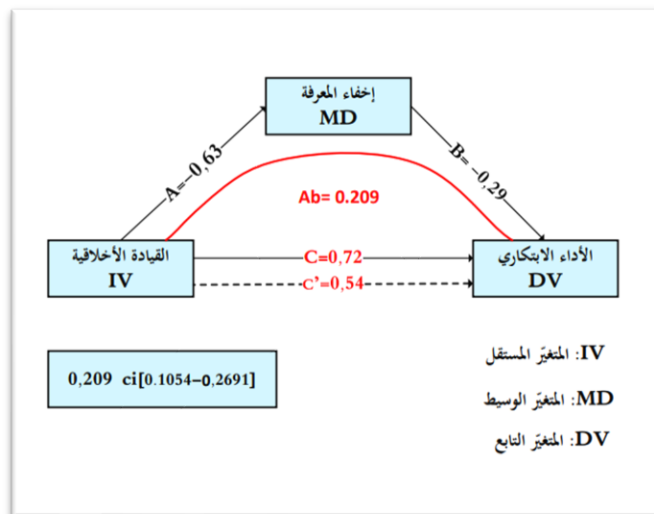 إخفاء المعرفة
MD
A=-0,63
B= -0,29
Ab= 0.209
القيادة الأخلاقية
IV
C=0,72
C’=0,54
الأداء الابتكاري
DV
0,209 ci[0.1054-0,2691]
IV: المتغيّر المستقل
MD: المتغيّر الوسيط
DV: المتغيّر التابع